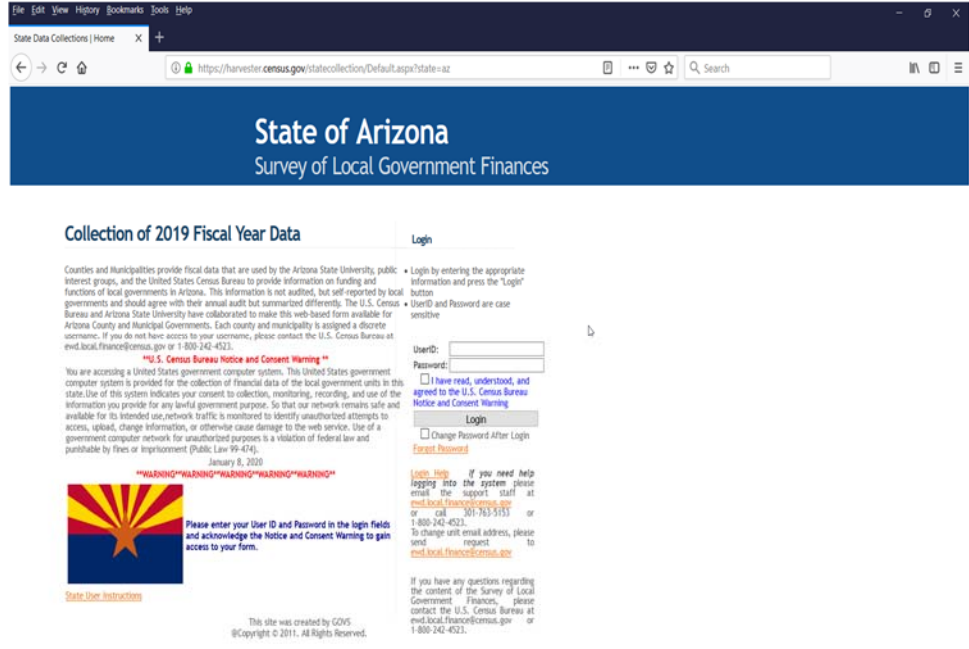 File Edit View History Bookmarks Tools Help
State Data Collections | Home X +
https://harvester.census.gov/statecollection/Default.aspx?state=az
Search
State of Arizona
Survey of Local Government Finances
Collection of 2019 Fiscal Year Data
Counties and Municipalities provide fiscal data that are used by the Arizona State University, public
interest groups, and the United States Census Bureau to provide information on funding and
functions of local governments in Arizona. This information is not audited, but self-reported by local
governments and should agree with their annual audit but summarized differently. The U.S. Census
Bureau and Arizona State University have collaborated to make this web-based form available for
Arizona County and Municipal Governments. Each county and municipality is assigned a discrete
username. If you do not have access to your username, please contact the U.S. Census Bureau at
ewd.local.finance@census.gov or 1-800-242-4523.
**U.S. Census Bureau Notice and Consent Warning **
You are accessing a United States government computer system. This United States government
computer system is provided for the collection of financial data of the local government units in this
state.Use of this system indicates your consent to collection, monitoring, recording, and use of the
information you provide for any lawful government purpose. So that our network remains safe and
available for its intended use,network traffic is monitored to identify unauthorized attempts to
access, upload, change information, or otherwise cause damage to the web service. Use of a
government computer network for unauthorized purposes is a violation of federal law and
punishable by fines or imprisonment (Public Law 99-474).
January 8, 2020
**WARNING**WARNING**WARNING**WARNING**WARNING**
Please enter your User ID and Password in the login fields
and acknowledge the Notice and Consent Warning to gain
access to your form.
State User Instructions
This site was created by GOVS
@Copyright © 2011. All Rights Reserved.
Login
• Login by entering the appropriate
information and press the "Login"
button
• UserID and Password are case
sensitive
UserID:
Password:
I have read, understood, and
agreed to the U.S. Census Bureau
Notice and Consent Warning
Login
Change Password After Login
Forgot Password
Login Help If you need help
logging into the system please
email the support staff at
ewd.local.finance@census.gov
or call 301-763-5153 or
1-800-242-4523.
To change unit email address, please
send request to
ewd.local.finance@census.gov
If you have any questions regarding
the content of the Survey of Local
Government Finances, please
contact the U.S. Census Bureau at
ewd.local.finance@census.gov or
1-800-242-4523.